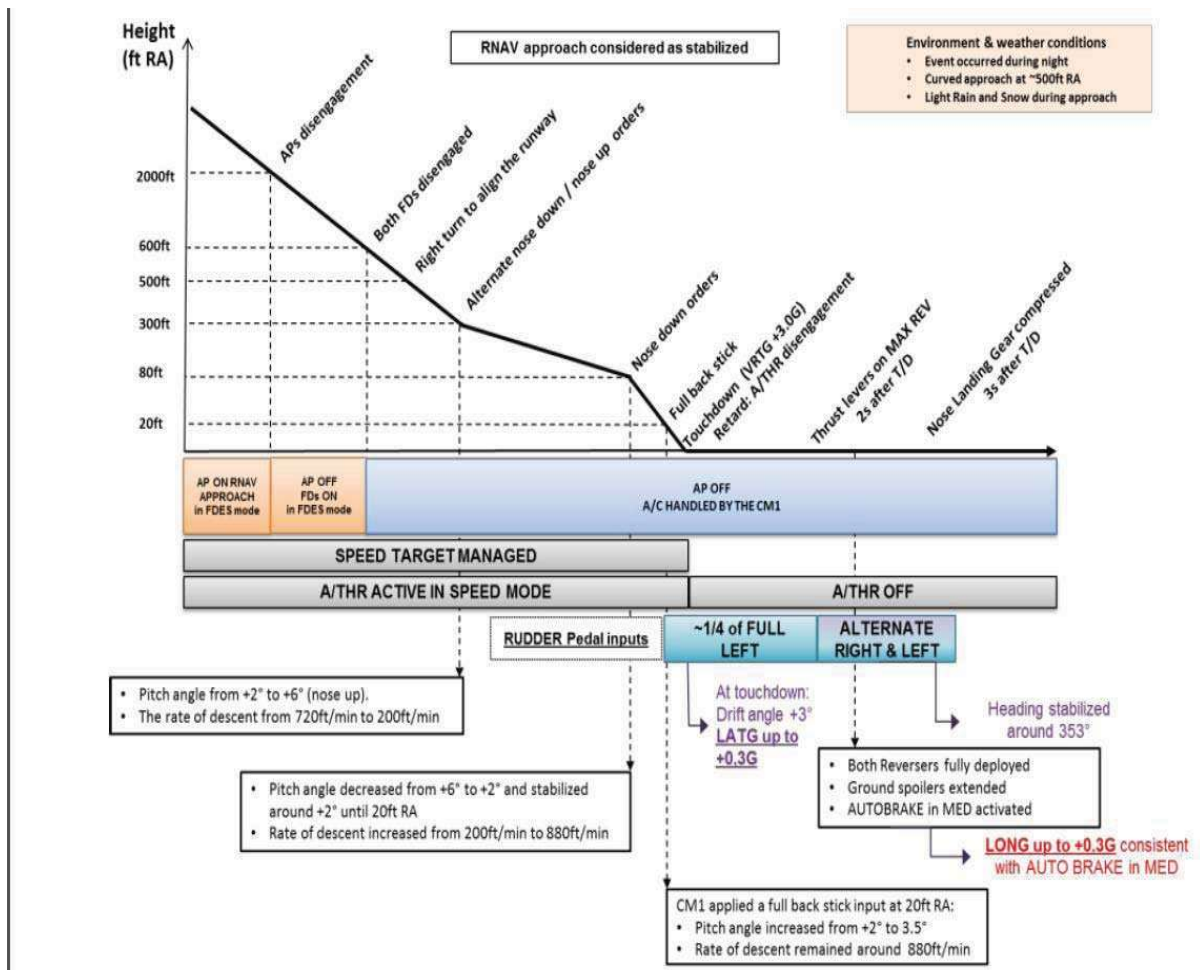 Height
(ft RA)
RNAV approach considered as stabilized
Environment & weather conditions
• Event occurred during night
• Curved approach at ~500ft RA
• Light Rain and Snow during approach
2000ft
600ft
500ft
300ft
80ft
20ft
APs disengagement
Both FDs disengaged
Right turn to align the runway
Alternate nose down / nose up orders
Nose down orders
Full back stick
Touchdown (VRTG +3.0G)
Retard: A/THR disengagement
Thrust levers on MAX REV
2s after T/D
Nose Landing Gear compressed
3s after T/D
AP ON RNAV
APPROACH
in FDES mode
AP OFF
FDs ON
in FDES mode
AP OFF
A/C HANDLED BY THE CM1
SPEED TARGET MANAGED
A/THR ACTIVE IN SPEED MODE
A/THR OFF
RUDDER Pedal inputs
~1/4 of FULL
LEFT
ALTERNATE
RIGHT & LEFT
• Pitch angle from +2° to +6° (nose up).
• The rate of descent from 720ft/min to 200ft/min
At touchdown:
Drift angle +3°
LATG up to
+0.3G
Heading stabilized
around 353°
• Both Reversers fully deployed
• Ground spoilers extended
• AUTOBRAKE in MED activated
• Pitch angle decreased from +6° to +2° and stabilized
around +2° until 20ft RA
• Rate of descent increased from 200ft/min to 880ft/min
LONG up to +0.3G consistent
with AUTO BRAKE in MED
CM1 applied a full back stick input at 20ft RA:
• Pitch angle increased from +2° to 3.5°
• Rate of descent remained around 880ft/min